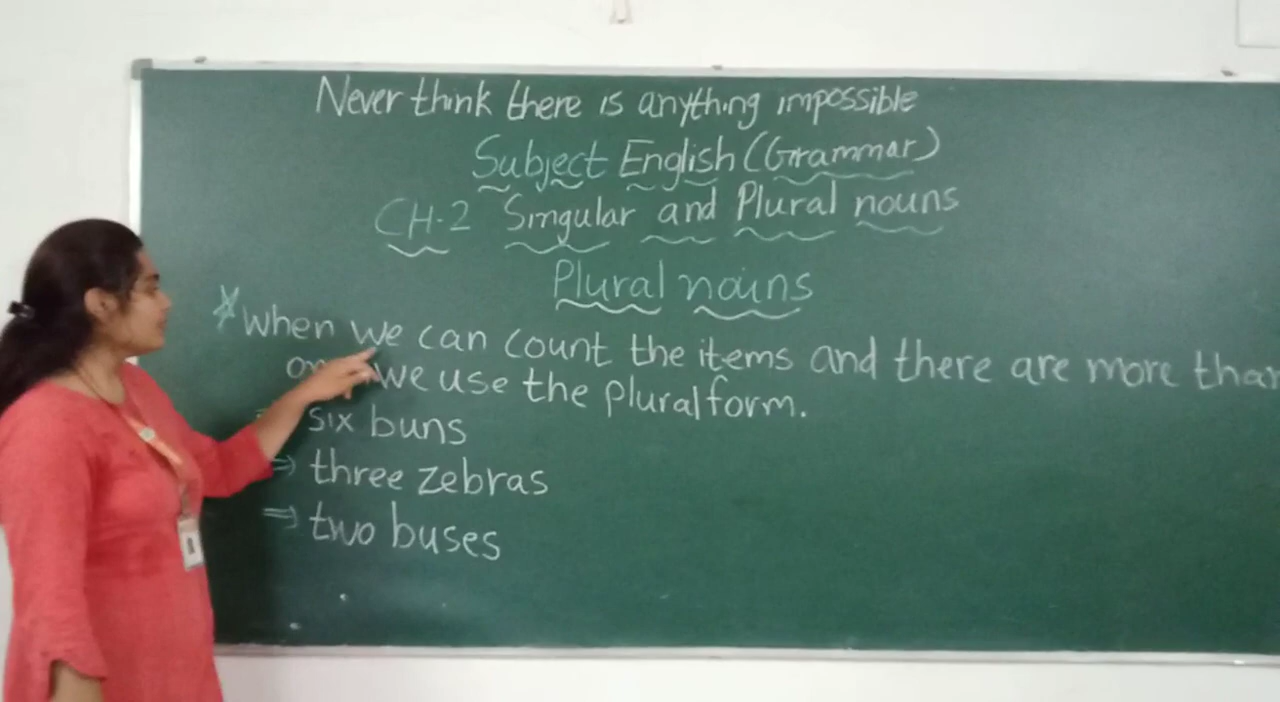 Never think there is anything impossible
Subject English (Grammar)
CH.2 Singular and Plural nouns
Plural nouns
*When we can count the items and there are more than
we use the plural form.
six buns
⇒ three zebras
⇒ two buses